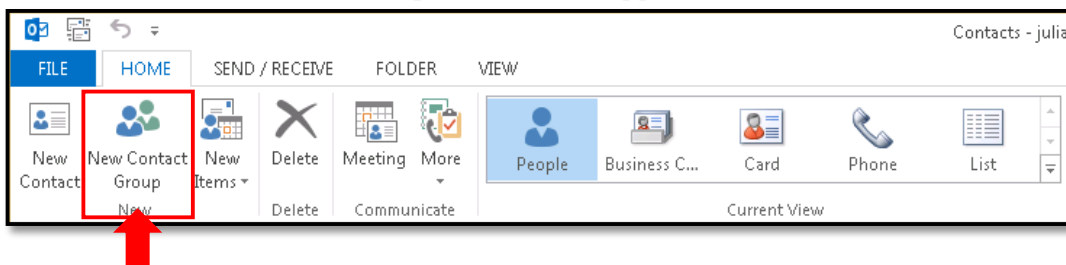 Contacts - julia
FILE HOME SEND / RECEIVE FOLDER VIEW
New Contact
New Contact Group
New Items
Delete
Meeting
More
People
Business C...
Card
Phone
List
New
Delete
Communicate
Current View